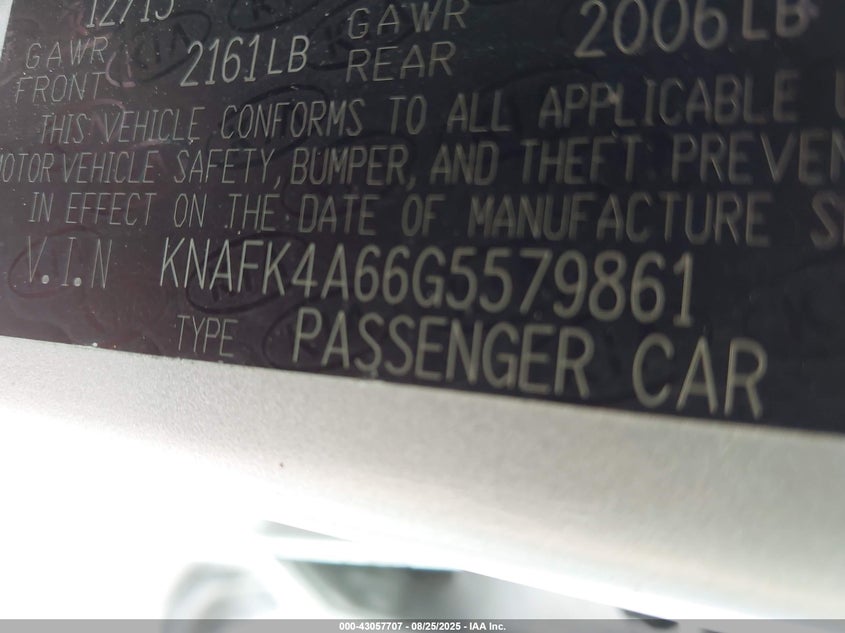 12/15
GAWR FRONT 2161LB GAWR REAR 2006LB
THIS VEHICLE CONFORMS TO ALL APPLICABLE
MOTOR VEHICLE SAFETY, BUMPER, AND THEFT PREVEN
IN EFFECT ON THE DATE OF MANUFACTURE
V.I.N KNAFK4A66G5579861
TYPE PASSENGER CAR
000-43057707 - 08/25/2025 - IAA Inc.